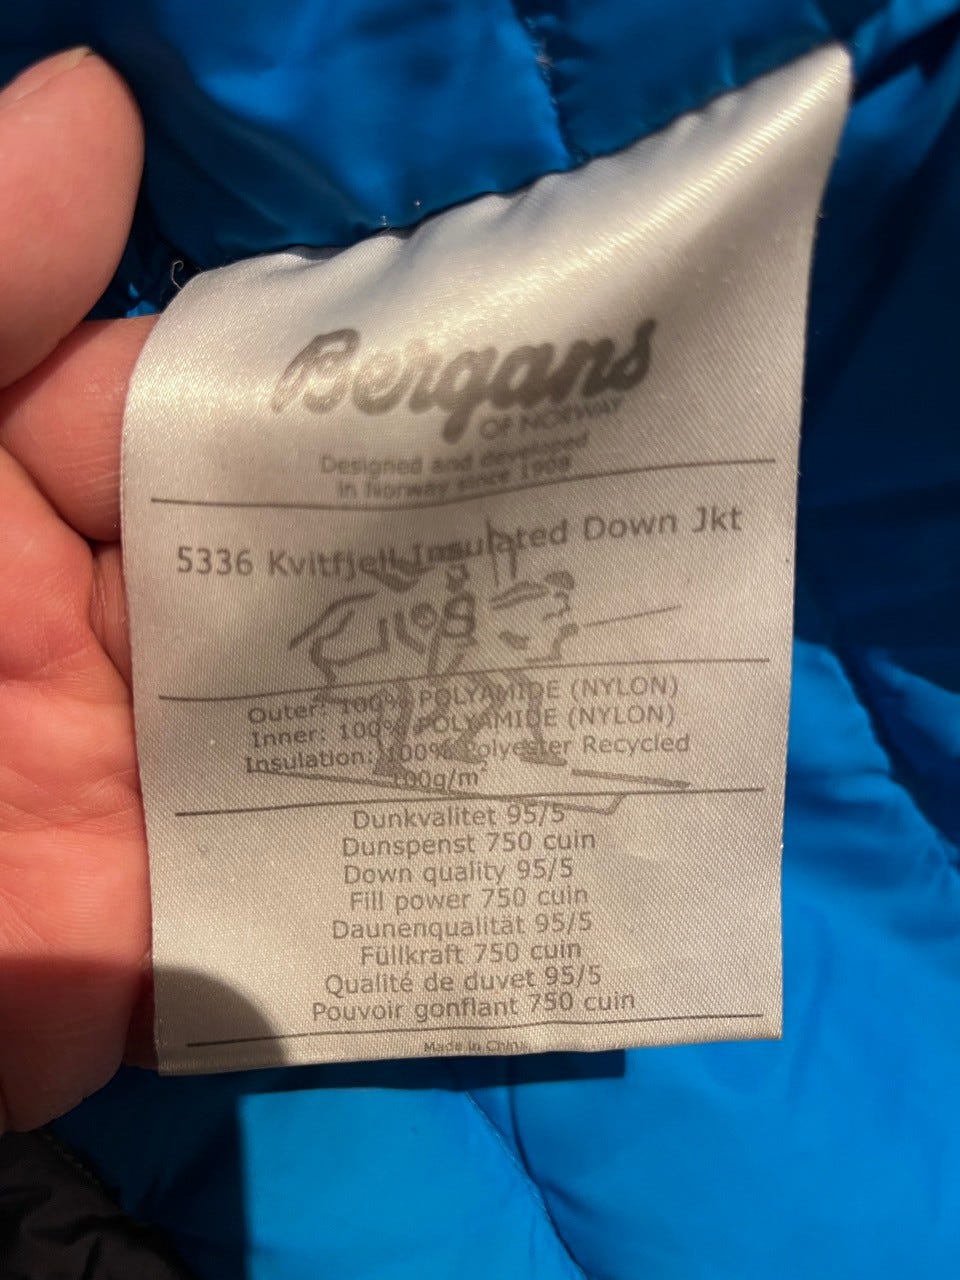 Bergans
OF NORWAY
Designed and developed
in Norway since 1908
5336 Kvitfjell Insulated Down Jkt
Outer: 100% POLYAMIDE (NYLON)
Inner: 100% POLYAMIDE (NYLON)
Insulation: 100% Polyester Recycled
100g/m²
Dunkvalitet 95/5
Dunspenst 750 cuin
Down quality 95/5
Fill power 750 cuin
Daunenqualität 95/5
Füllkraft 750 cuin
Qualité de duvet 95/5
Pouvoir gonflant 750 cuin
Made in China